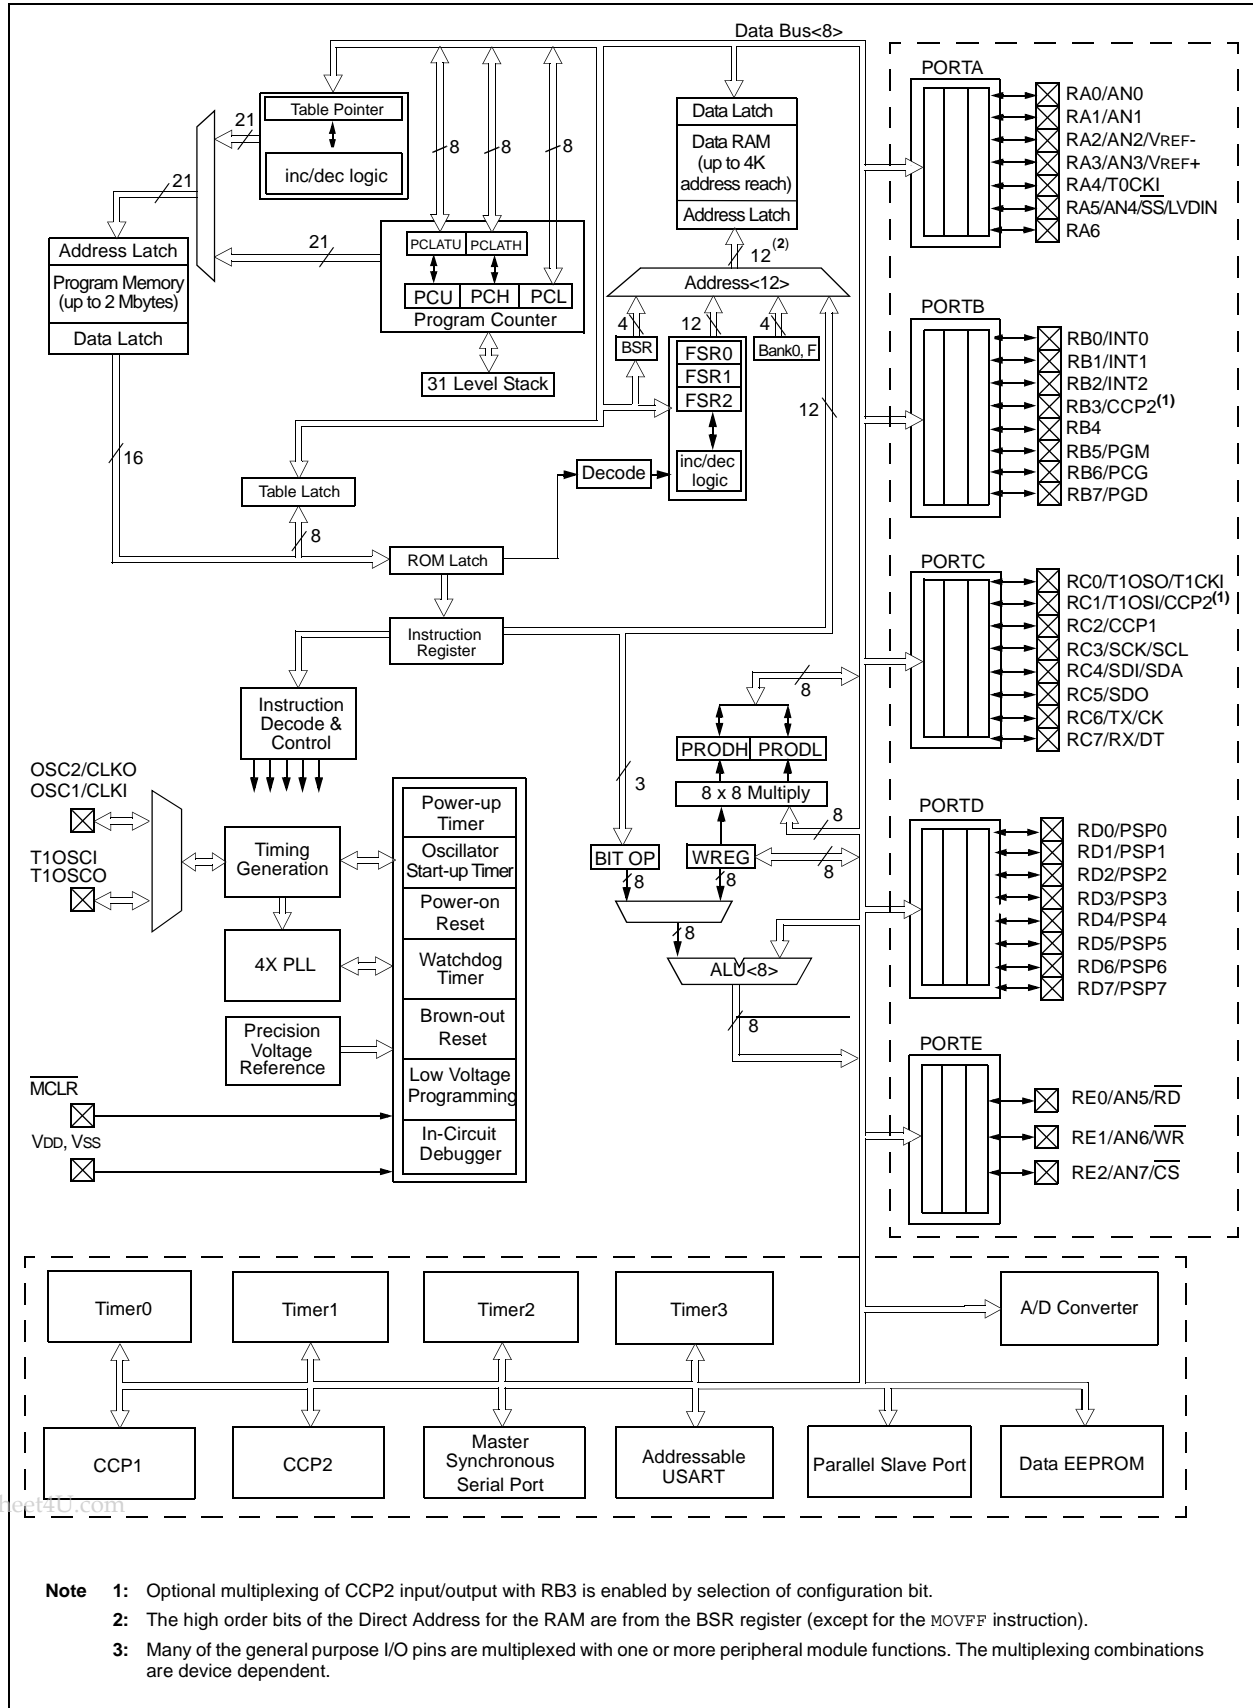 Data Bus<8>
Table Pointer
inc/dec logic
21
21
21
8
8
8
Address Latch
Program Memory
(up to 2 Mbytes)
Data Latch
PCLATU
PCLATH
PCU
PCH
PCL
Program Counter
31 Level Stack
Data Latch
Data RAM
(up to 4K
address reach)
Address Latch
12(2)
Address<12>
4
12
4
BSR
FSR0
FSR1
FSR2
Bank0, F
inc/dec
logic
12
16
Table Latch
8
Decode
ROM Latch
Instruction
Register
Instruction
Decode &
Control
8
PRODH
PRODL
3
8 x 8 Multiply
8
BIT OP
WREG
8
8
8
8
ALU<8>
8
OSC2/CLKO
OSC1/CLKI
T1OSCI
T1OSCO
Timing
Generation
4X PLL
Precision
Voltage
Reference
MCLR
VDD, VSS
Power-up
Timer
Oscillator
Start-up Timer
Power-on
Reset
Watchdog
Timer
Brown-out
Reset
Low Voltage
Programming
In-Circuit
Debugger
PORTA
RA0/AN0
RA1/AN1
RA2/AN2/VREF-
RA3/AN3/VREF+
RA4/T0CKI
RA5/AN4/SS/LVDIN
RA6
PORTB
RB0/INT0
RB1/INT1
RB2/INT2
RB3/CCP2(1)
RB4
RB5/PGM
RB6/PCG
RB7/PGD
PORTC
RC0/T1OSO/T1CKI
RC1/T1OSI/CCP2(1)
RC2/CCP1
RC3/SCK/SCL
RC4/SDI/SDA
RC5/SDO
RC6/TX/CK
RC7/RX/DT
PORTD
RD0/PSP0
RD1/PSP1
RD2/PSP2
RD3/PSP3
RD4/PSP4
RD5/PSP5
RD6/PSP6
RD7/PSP7
PORTE
RE0/AN5/RD
RE1/AN6/WR
RE2/AN7/CS
Timer0
Timer1
Timer2
Timer3
A/D Converter
CCP1
CCP2
Master
Synchronous
Serial Port
Addressable
USART
Parallel Slave Port
Data EEPROM
heet4U.com
Note 1: Optional multiplexing of CCP2 input/output with RB3 is enabled by selection of configuration bit.
2: The high order bits of the Direct Address for the RAM are from the BSR register (except for the MOVFF instruction).
3: Many of the general purpose I/O pins are multiplexed with one or more peripheral module functions. The multiplexing combinations
are device dependent.